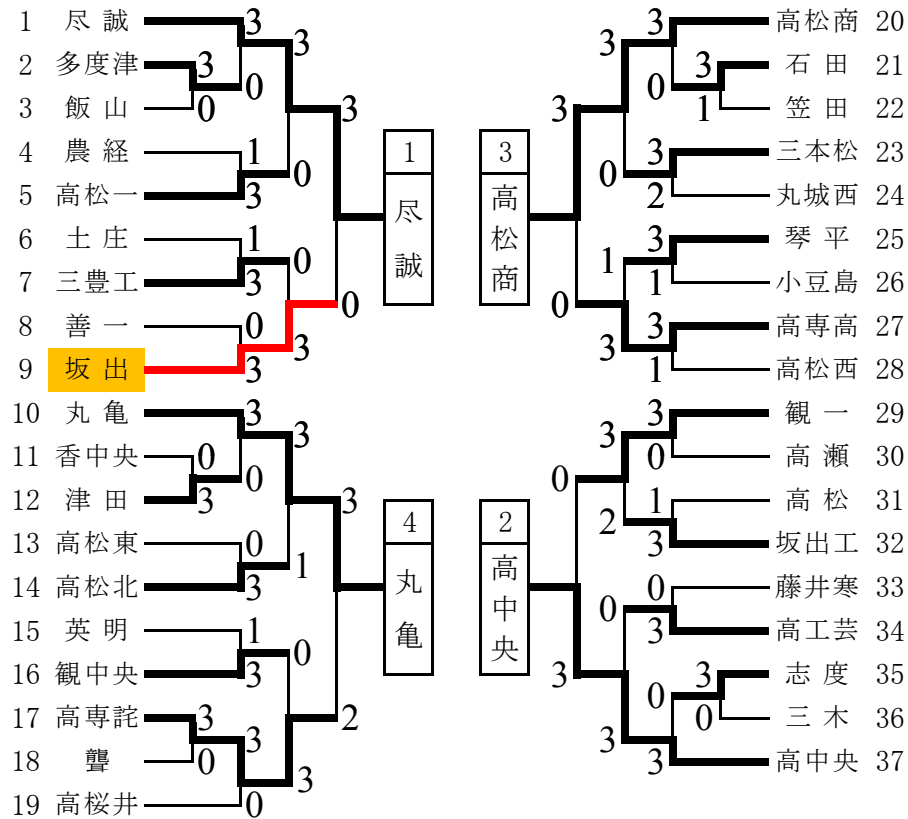 1 尽誠
2 多度津
3 飯山
4 農経
5 高松一
6 土庄
7 三豊工
8 善一
9 坂出
10 丸亀
11 香中央
12 津田
13 高松東
14 高松北
15 英明
16 観中央
17 高専詫
18 聾
19 高桜井
3
3
0
0
3
1
3
0
3
1
3
0
0
3
3
0
3
0
3
0
3
0
3
1
3
1
3
0
3
0
3
0
3
2
1
尽誠
4
丸亀
3
高松商
2
高中央
3
3
3
1
0
3
0
3
2
1
3
1
0
3
3
1
3
3
0
0
1
2
3
0
0
3
3
0
0
3
3
高松商 20
石田 21
笠田 22
三本松 23
丸城西 24
琴平 25
小豆島 26
高専高 27
高松西 28
観一 29
高瀬 30
高松 31
坂出工 32
藤井寒 33
高工芸 34
志度 35
三木 36
高中央 37